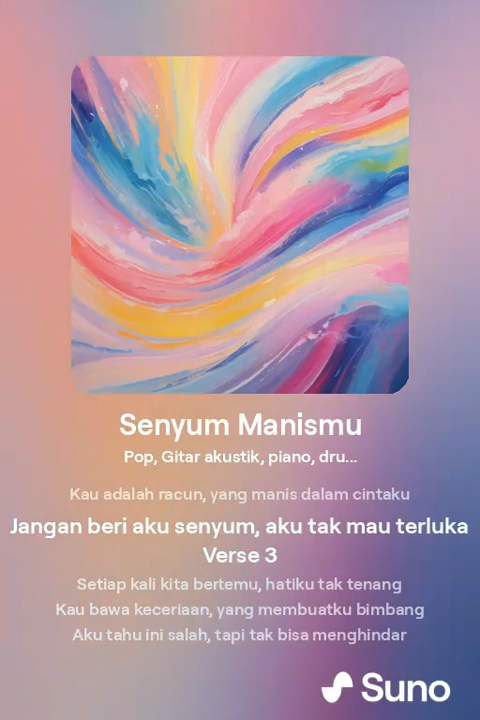 Senyum Manismu
Pop, Gitar akustik, piano, dru...
Kau adalah racun, yang manis dalam cintaku
Jangan beri aku senyum, aku tak mau terluka
Verse 3
Setiap kali kita bertemu, hatiku tak tenang
Kau bawa keceriaan, yang membuatku bimbang
Aku tahu ini salah, tapi tak bisa menghindar
Suno